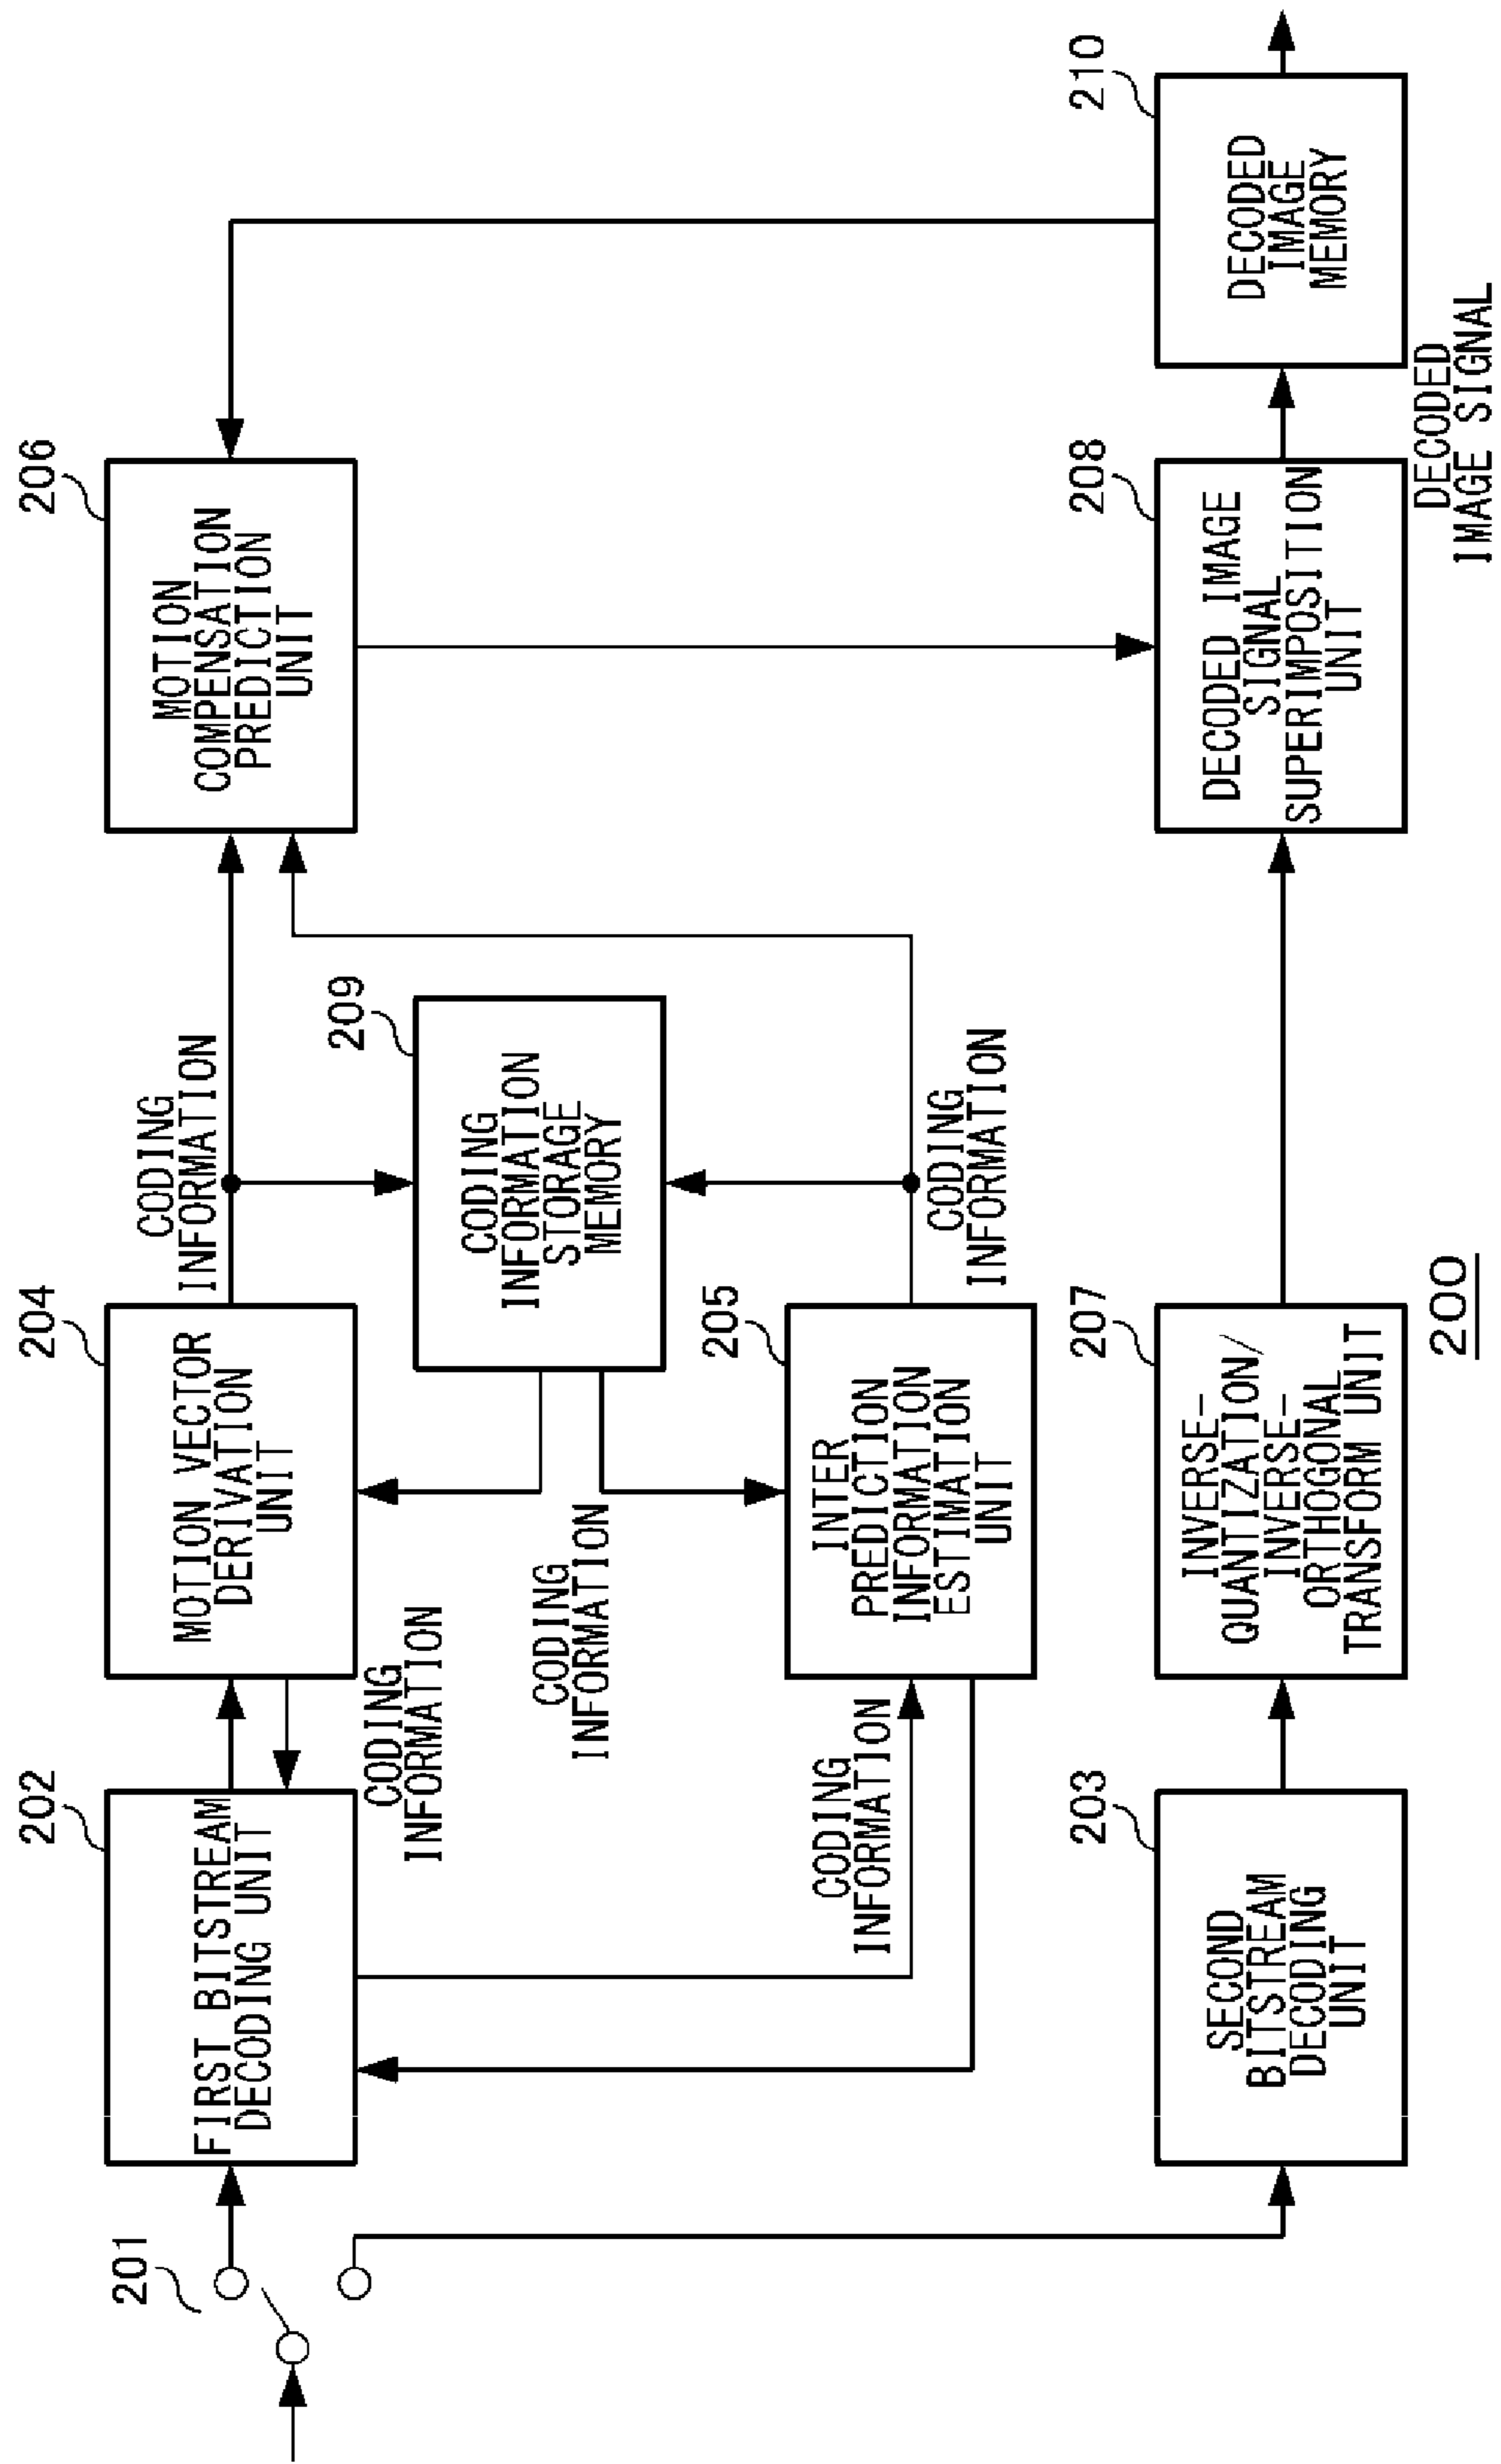 201
202
FIRST BITSTREAM
DECODING UNIT
204
MOTION VECTOR
DERIVATION
UNIT
CODING
INFORMATION
206
MOTION
COMPENSATION
PREDICTION
UNIT
CODING
INFORMATION
209
CODING
INFORMATION
STORAGE
MEMORY
CODING
INFORMATION
205
INTER
PREDICTION
INFORMATION
ESTIMATION
UNIT
CODING
INFORMATION
CODING
INFORMATION
203
SECOND
BITSTREAM
DECODING
UNIT
207
INVERSE-
QUANTIZATION/
INVERSE-
ORTHOGONAL
TRANSFORM UNIT
208
DECODED IMAGE
SIGNAL
SUPERIMPOSITION
UNIT
210
DECODED
IMAGE
MEMORY
DECODED
IMAGE SIGNAL
200